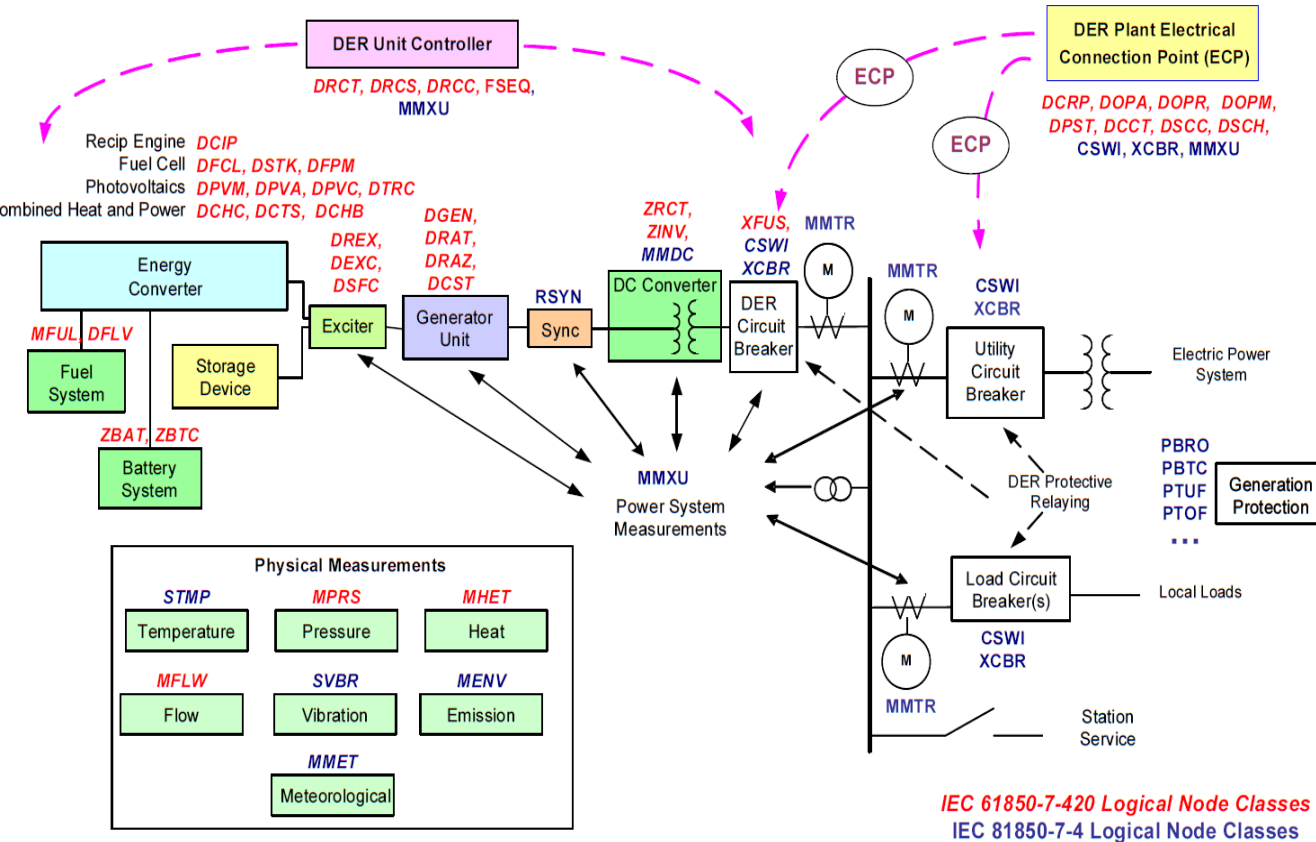 DER Unit Controller
DRCT, DRCS, DRCC, FSEQ,
MMXU
ECP
DER Plant Electrical
Connection Point (ECP)
DCRP, DOPA, DOPR, DOPM,
DPST, DCCT, DSCC, DSCH,
CSWI, XCBR, MMXU
ECP
Recip Engine DCIP
Fuel Cell DFCL, DSTK, DFPM
Photovoltaics DPVM, DPVA, DPVC, DTRC
ombined Heat and Power DCHC, DCTS, DCHB
Energy
Converter
DREX,
DEXC,
DSFC
Exciter
DGEN,
DRAT,
DRAZ,
DCST
Generator
Unit
RSYN
Sync
ZRCT,
ZINV,
MMDC
DC Converter
XFUS,
CSWI
XCBR
DER
Circuit
Breaker
MMTR
M
MMTR
M
CSWI
XCBR
Utility
Circuit
Breaker
Electric Power
System
MFUL, DFLV
Fuel
System
Storage
Device
ZBAT, ZBTC
Battery
System
MMXU
Power System
Measurements
DER Protective
Relaying
PBRO
PBTC
PTUF
PTOF
...
Generation
Protection
Load Circuit
Breaker(s)
CSWI
XCBR
Local Loads
M
MMTR
Station
Service
Physical Measurements
STMP
Temperature
MPRS
Pressure
MHET
Heat
MFLW
Flow
SVBR
Vibration
MENV
Emission
MMET
Meteorological
IEC 61850-7-420 Logical Node Classes
IEC 81850-7-4 Logical Node Classes